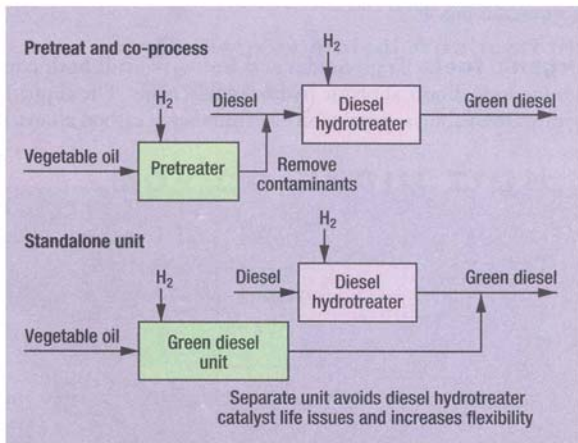 Pretreat and co-process
H2
H2
Diesel
Diesel
hydrotreater
Green diesel
Vegetable oil
Pretreater
Remove
contaminants
Standalone unit
H2
H2
Diesel
Diesel
hydrotreater
Green diesel
Vegetable oil
Green diesel
unit
Separate unit avoids diesel hydrotreater
catalyst life issues and increases flexibility